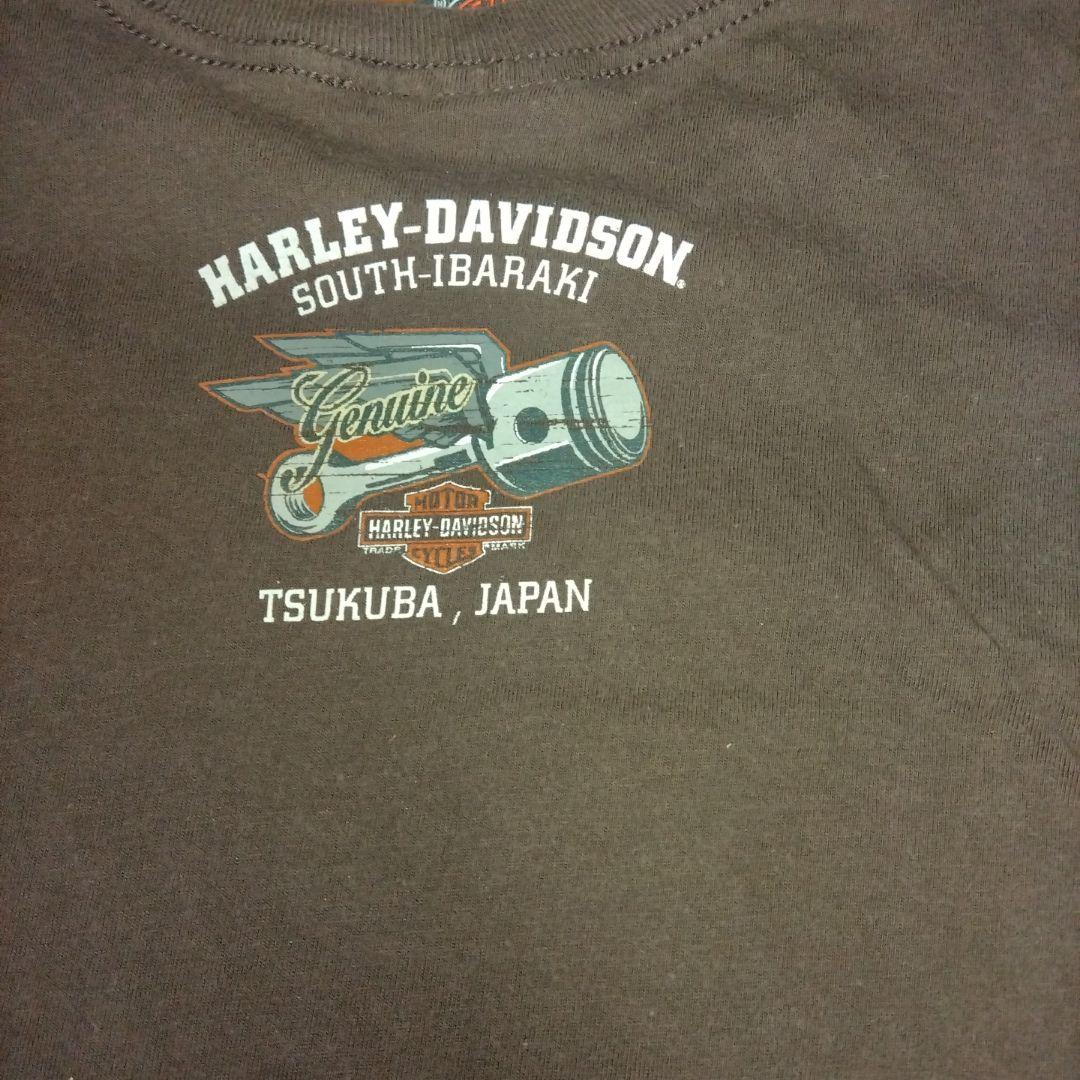 HARLEY-DAVIDSON®
SOUTH-IBARAKI
Genuine
MOTOR
HARLEY-DAVIDSON
TRADE MARK
CYCLES
TSUKUBA, JAPAN